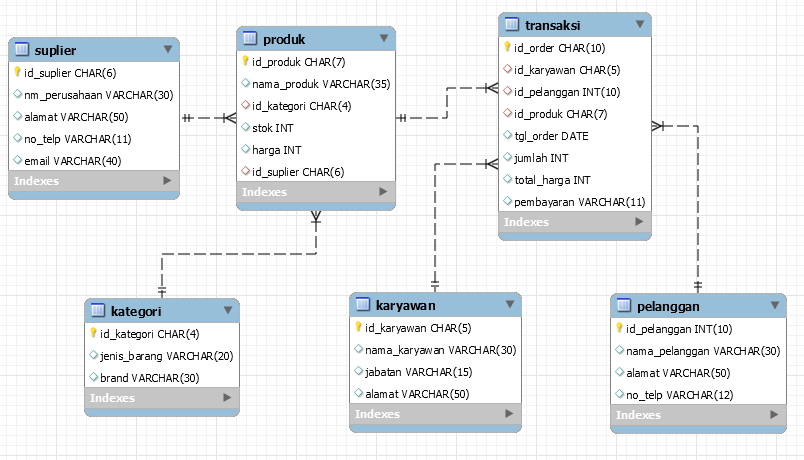 suplier
id_suplier CHAR(6)
nm_perusahaan VARCHAR(30)
alamat VARCHAR(50)
no_telp VARCHAR(11)
email VARCHAR(40)
Indexes
produk
id_produk CHAR(7)
nama_produk VARCHAR(35)
id_kategori CHAR(4)
stok INT
harga INT
id_suplier CHAR(6)
Indexes
transaksi
id_order CHAR(10)
id_karyawan CHAR(5)
id_pelanggan INT(10)
id_produk CHAR(7)
tgl_order DATE
jumlah INT
total_harga INT
pembayaran VARCHAR(11)
Indexes
kategori
id_kategori CHAR(4)
jenis_barang VARCHAR(20)
brand VARCHAR(30)
Indexes
karyawan
id_karyawan CHAR(5)
nama_karyawan VARCHAR(30)
jabatan VARCHAR(15)
alamat VARCHAR(50)
Indexes
pelanggan
id_pelanggan INT(10)
nama_pelanggan VARCHAR(30)
alamat VARCHAR(50)
no_telp VARCHAR(12)
Indexes